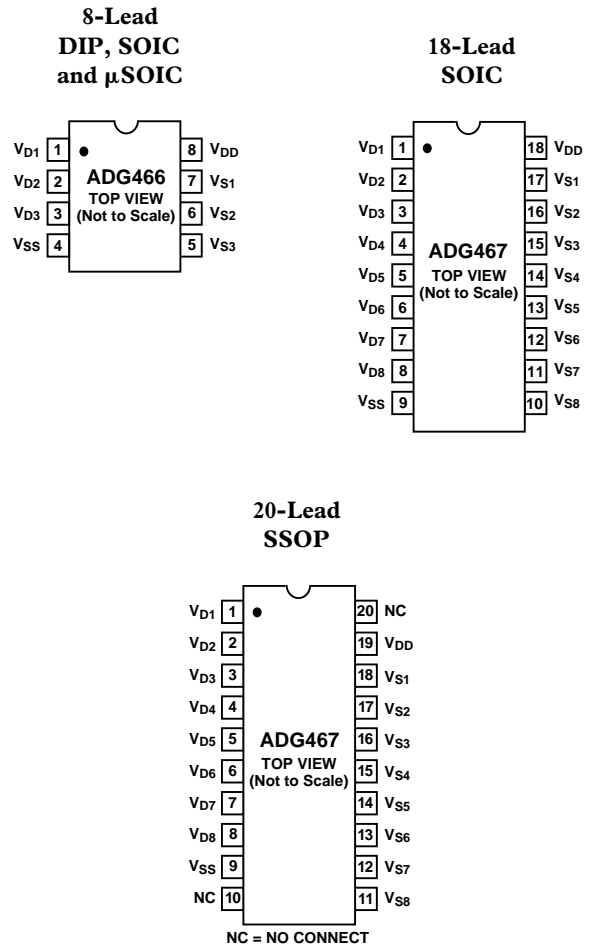 8-Lead
DIP, SOIC
and µSOIC
VD1 1 8 VDD
VD2 2 ADG466 7 VS1
TOP VIEW
VD3 3 (Not to Scale) 6 VS2
VSS 4 5 VS3
18-Lead
SOIC
VD1 1 18 VDD
VD2 2 17 VS1
VD3 3 16 VS2
VD4 4 ADG467 15 VS3
VD5 5 TOP VIEW 14 VS4
(Not to Scale)
VD6 6 13 VS5
VD7 7 12 VS6
VD8 8 11 VS7
VSS 9 10 VS8
20-Lead
SSOP
VD1 1 20 NC
VD2 2 19 VDD
VD3 3 18 VS1
VD4 4 17 VS2
VD5 5 ADG467 16 VS3
TOP VIEW
VD6 6 (Not to Scale) 15 VS4
VD7 7 14 VS5
VD8 8 13 VS6
VSS 9 12 VS7
NC 10 11 VS8
NC = NO CONNECT